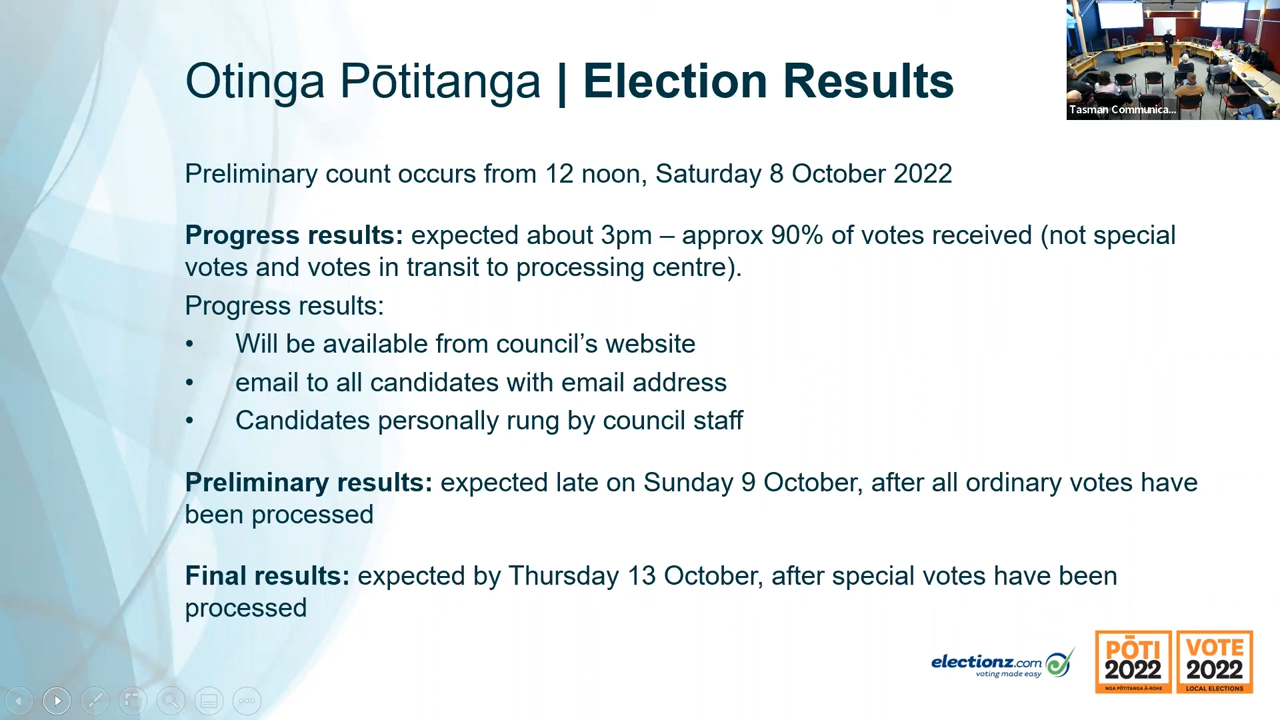 Otinga Pōtitanga | Election Results
Tasman Communica...
Preliminary count occurs from 12 noon, Saturday 8 October 2022
Progress results: expected about 3pm – approx 90% of votes received (not special
votes and votes in transit to processing centre).
Progress results:
• Will be available from council’s website
• email to all candidates with email address
• Candidates personally rung by council staff
Preliminary results: expected late on Sunday 9 October, after all ordinary votes have
been processed
Final results: expected by Thursday 13 October, after special votes have been
processed
electionz.com
voting made easy
PŌTI
2022
NGA PŌTITANGA Ā-ROHE
VOTE
2022
LOCAL ELECTIONS